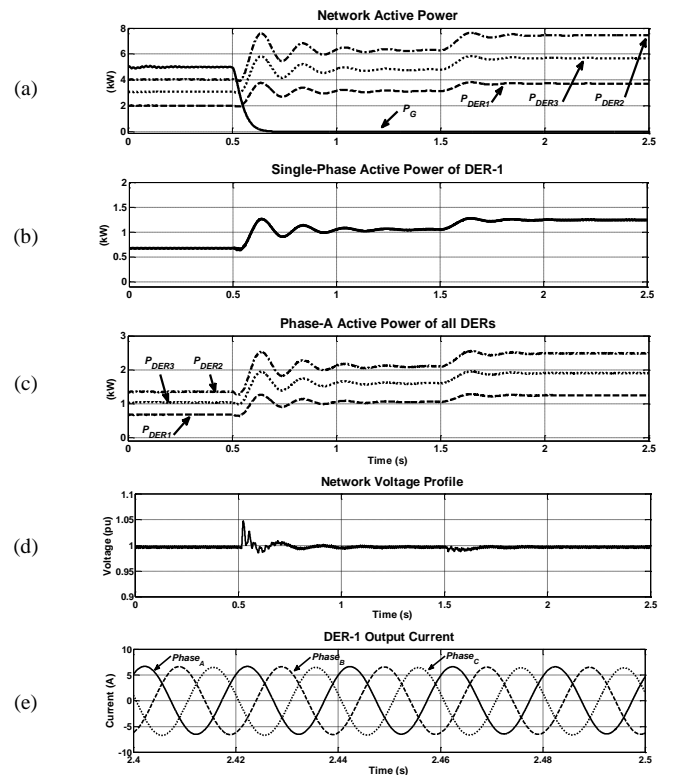 Network Active Power
(a)
(kW)
8
6
4
2
0
P_DER1
P_DER3
P_DER2
P_G
0 0.5 1 1.5 2 2.5
Single-Phase Active Power of DER-1
(b)
(kW)
2
1.5
1
0.5
0
0 0.5 1 1.5 2 2.5
Phase-A Active Power of all DERs
(c)
(kW)
3
2
1
0
P_DER3
P_DER2
P_DER1
0 0.5 1 1.5 2 2.5
Time (s)
Network Voltage Profile
(d)
Voltage (pu)
1.1
1.05
1
0.95
0.9
0 0.5 1 1.5 2 2.5
Time (s)
DER-1 Output Current
(e)
Current (A)
10
5
0
-5
-10
Phase_A
Phase_B
Phase_C
2.4 2.42 2.44 2.46 2.48 2.5
Time (s)